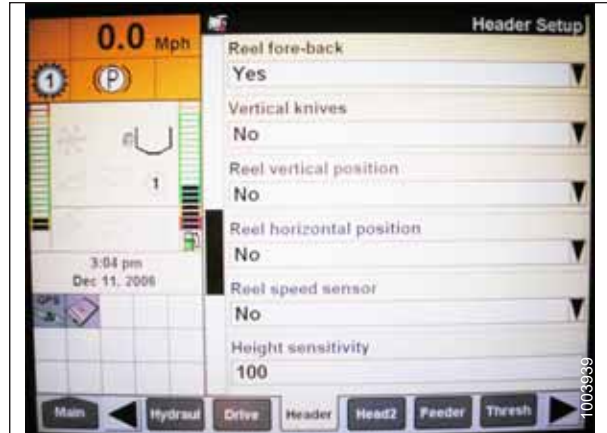 0.0 Mph
Header Setup
1
P
Reel fore-back
Yes
Vertical knives
No
Reel vertical position
No
1
Reel horizontal position
No
3:04 pm
Dec 11, 2006
Reel speed sensor
No
GPS
Height sensitivity
100
Main
Hydraul
Drive
Header
Head2
Feeder
Thresh
1003939